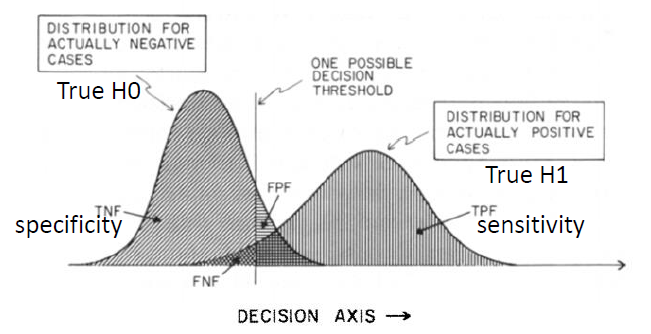 DISTRIBUTION FOR
ACTUALLY NEGATIVE
CASES
True H0
ONE POSSIBLE
DECISION
THRESHOLD
DISTRIBUTION FOR
ACTUALLY POSITIVE
CASES
True H1
FPF
TNF
specificity
TPF
sensitivity
FNF
DECISION AXIS →